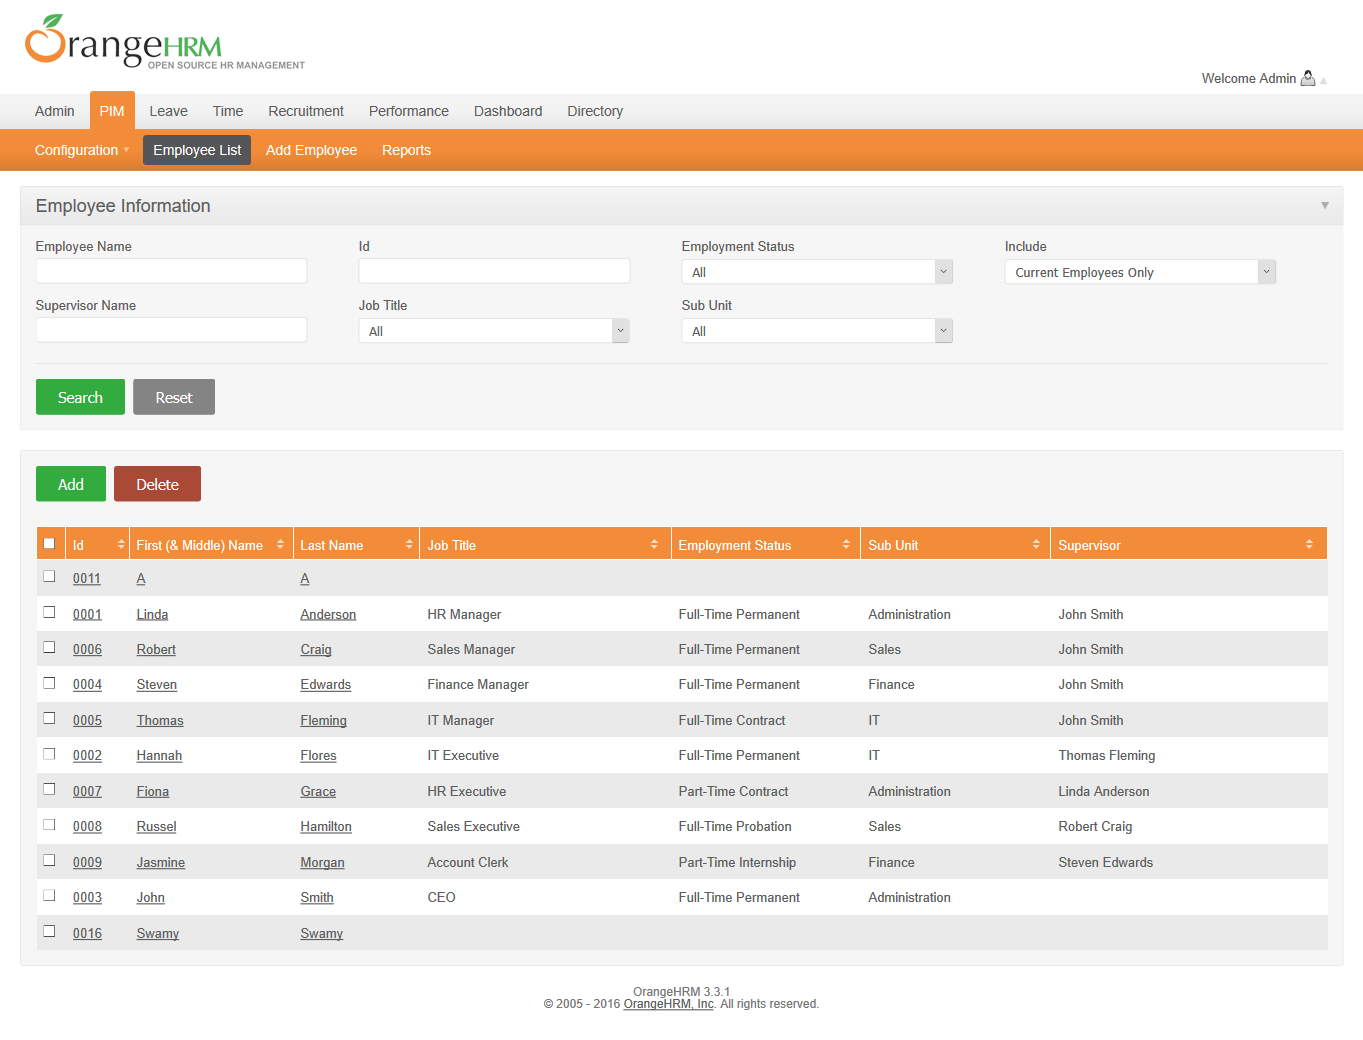 OrangeHRM
OPEN SOURCE HR MANAGEMENT
Welcome Admin
Admin PIM Leave Time Recruitment Performance Dashboard Directory
Configuration Employee List Add Employee Reports
Employee Information
Employee Name Id Employment Status Include
All Current Employees Only
Supervisor Name Job Title Sub Unit
All All
Search Reset
Add Delete
Id First (& Middle) Name Last Name Job Title Employment Status Sub Unit Supervisor
0011 A A
0001 Linda Anderson HR Manager Full-Time Permanent Administration John Smith
0006 Robert Craig Sales Manager Full-Time Permanent Sales John Smith
0004 Steven Edwards Finance Manager Full-Time Permanent Finance John Smith
0005 Thomas Fleming IT Manager Full-Time Contract IT John Smith
0002 Hannah Flores IT Executive Full-Time Permanent IT Thomas Fleming
0007 Fiona Grace HR Executive Part-Time Contract Administration Linda Anderson
0008 Russel Hamilton Sales Executive Full-Time Probation Sales Robert Craig
0009 Jasmine Morgan Account Clerk Part-Time Internship Finance Steven Edwards
0003 John Smith CEO Full-Time Permanent Administration
0016 Swamy Swamy
OrangeHRM 3.3.1
© 2005 - 2016 OrangeHRM, Inc. All rights reserved.